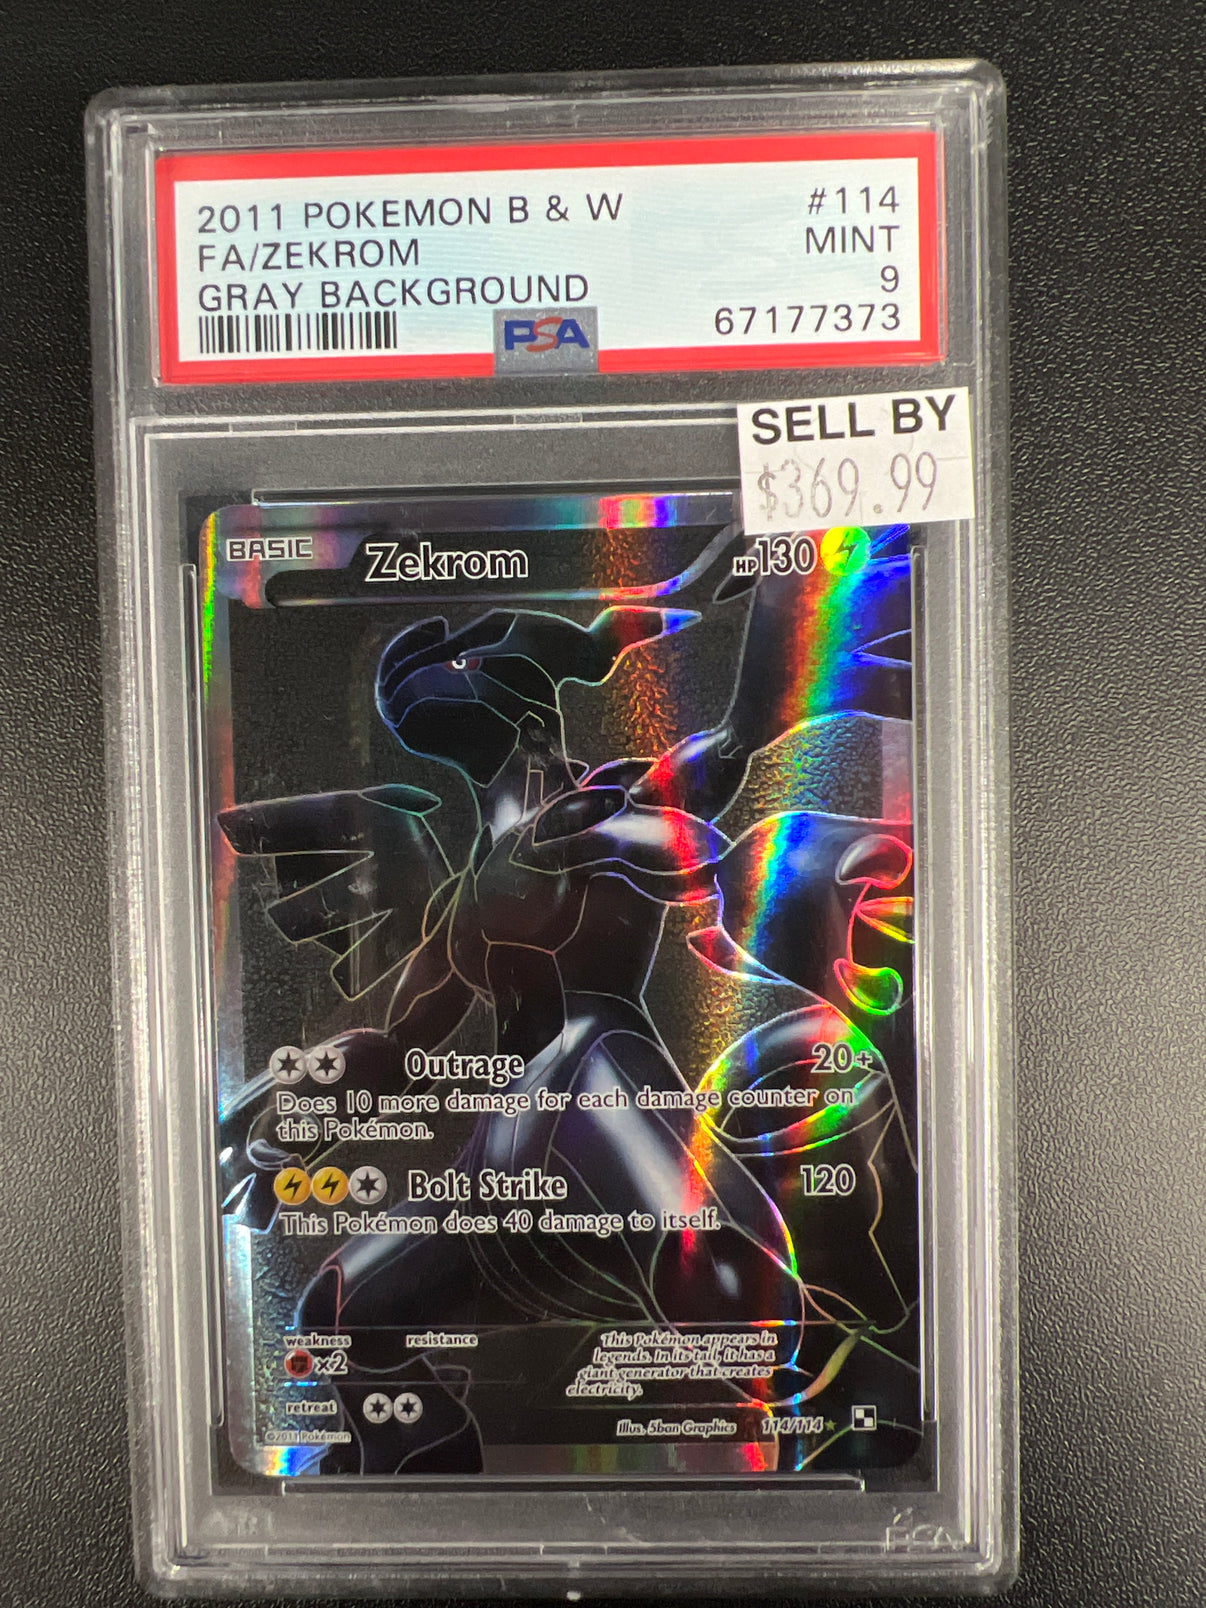 2011 POKEMON B & W #114
FA/ZEKROM MINT
GRAY BACKGROUND 9
PSA 67177373
SELL BY
$369.99
BASIC Zekrom HP130
Outrage 20+
Does 10 more damage for each damage counter on
this Pokémon.
Bolt Strike 120
This Pokémon does 40 damage to itself.
weakness resistance
×2
This Pokémon appears in
legends. In its tail, it has a
giant generator that creates
electricity.
retreat
©2011 Pokémon
Illus. 5ban Graphics 114/114
PSA